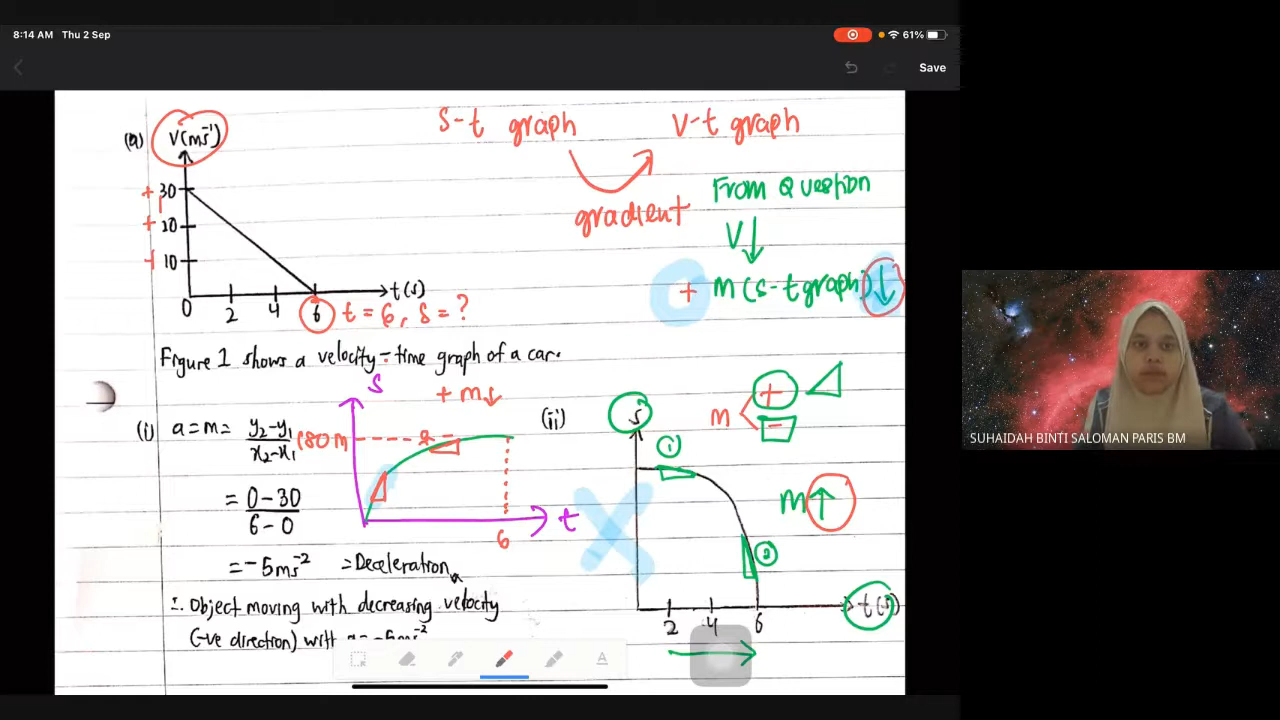 8:14 AM Thu 2 Sep
61%
Save
(a) V(ms⁻¹)
S-t graph
V-t graph
gradient
From Question
V↓
+ m (s-t graph) ↓
+ 30
+ 20
+ 10
0 2 4 6 t(s)
t = 6, s = ?
Figure 1 shows a velocity-time graph of a car.
(i) a = m = y₂-y₁
x₂-x₁
= 0-30
6-0
= -5ms⁻² = Deceleration
∴ Object moving with decreasing velocity
(-ve direction) with
S
+ m↓
180 m
t
6
(ii)
S
①
②
m + -
m↑
2 4 6 t(s)
SUHAIDAH BINTI SALOMAN PARIS BM